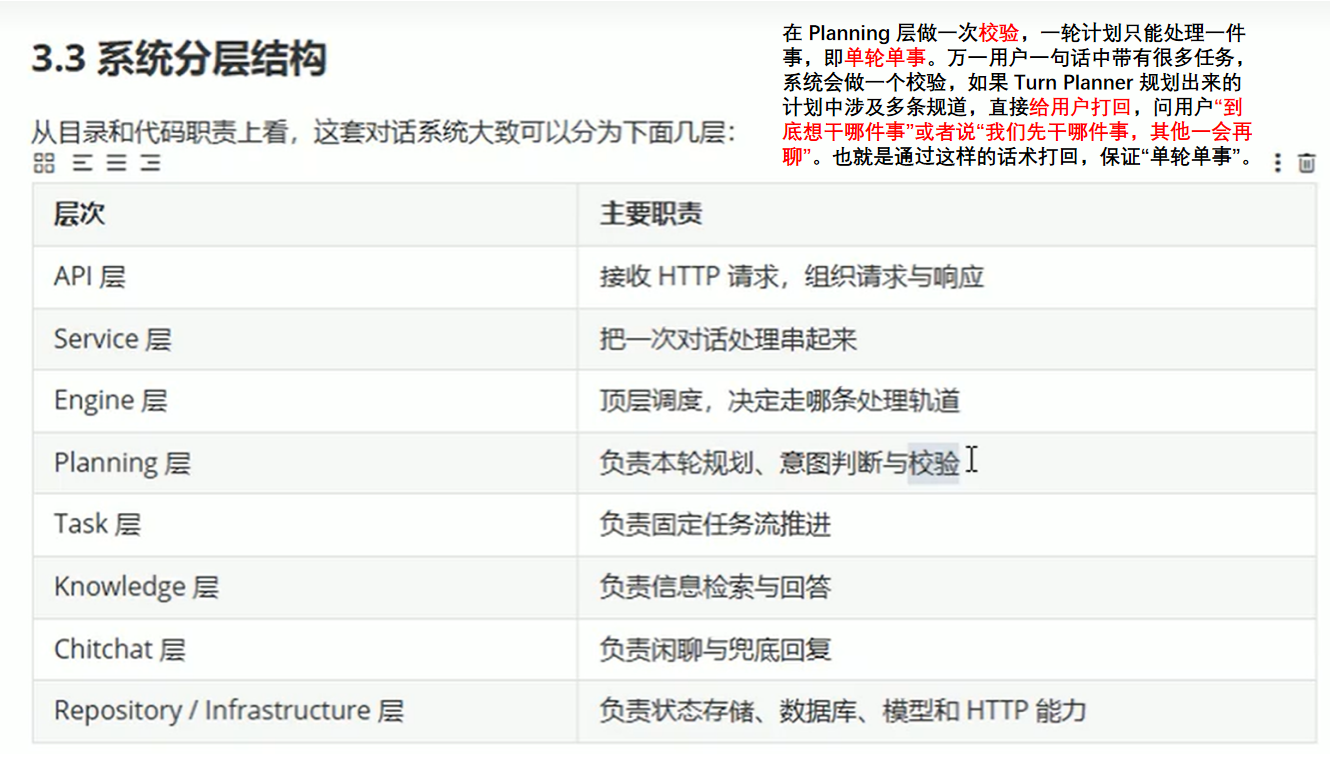 3.3 系统分层结构
在 Planning 层做一次校验，一轮计划只能处理一件
事，即单轮单事。万一用户一句话中带有很多任务，
系统会做一个校验，如果 Turn Planner 规划出来的
计划中涉及多条规道，直接给用户打回，问用户“到
底想干哪件事”或者说“我们先干哪件事，其他一会再
聊”。也就是通过这样的话术打回，保证“单轮单事”。
从目录和代码职责上看，这套对话系统大致可以分为下面几层：
层次 主要职责
API 层 接收 HTTP 请求，组织请求与响应
Service 层 把一次对话处理串起来
Engine 层 顶层调度，决定走哪条处理轨道
Planning 层 负责本轮规划、意图判断与校验
Task 层 负责固定任务流推进
Knowledge 层 负责信息检索与回答
Chitchat 层 负责闲聊与兜底回复
Repository / Infrastructure 层 负责状态存储、数据库、模型和 HTTP 能力